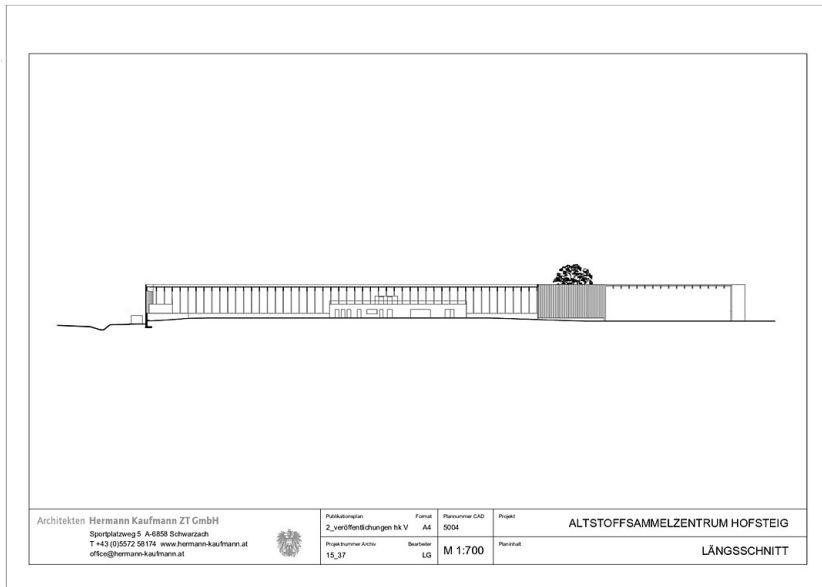 Architekten Hermann Kaufmann ZT GmbH
Sportplatzweg 5 A-6858 Schwarzach
T +43 (0)5572 58174 www.hermann-kaufmann.at
office@hermann-kaufmann.at
Publikationsplan Format
2_veröffentlichungen hk V A4
Projektnummer Archiv Bearbeiter
15_37 LG
Plannummer CAD
5004
M 1:700
Projekt
ALTSTOFFSAMMELZENTRUM HOFSTEIG
Planinhalt
LÄNGSSCHNITT